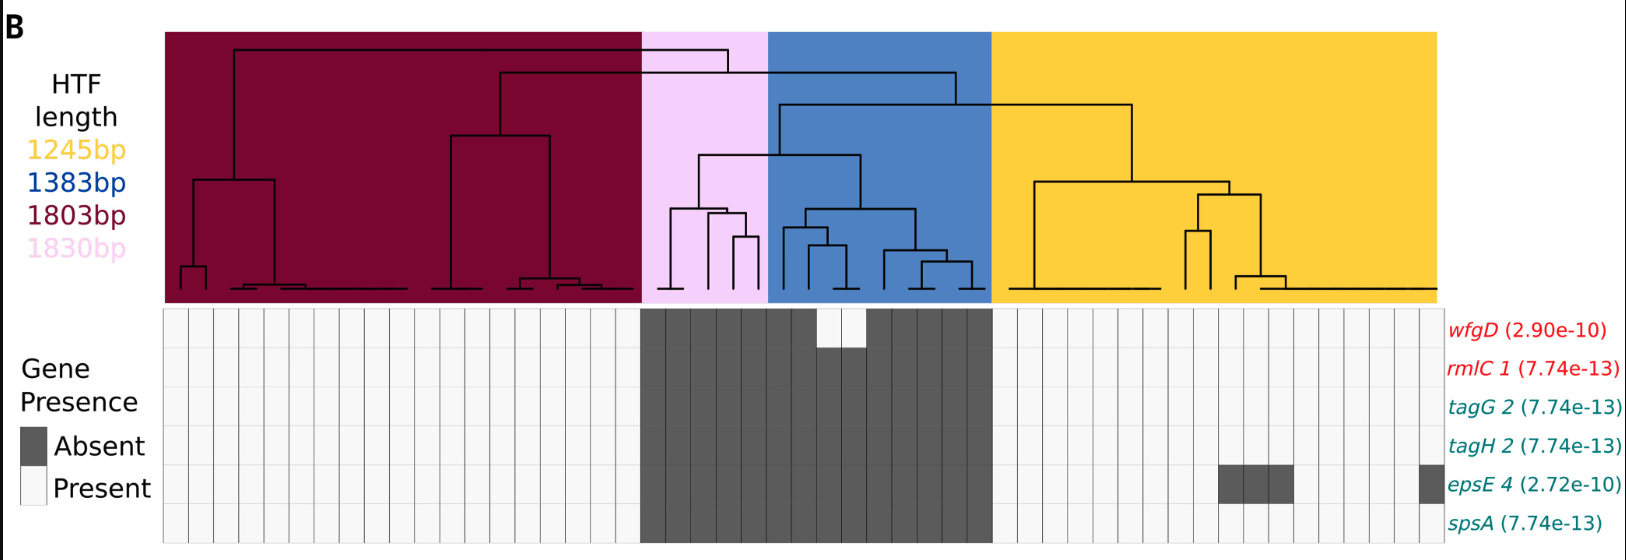 B
HTF
length
1245bp
1383bp
1803bp
1830bp
Gene
Presence
Absent
Present
wfgD (2.90e-10)
rmlC 1 (7.74e-13)
tagG 2 (7.74e-13)
tagH 2 (7.74e-13)
epsE 4 (2.72e-10)
spsA (7.74e-13)